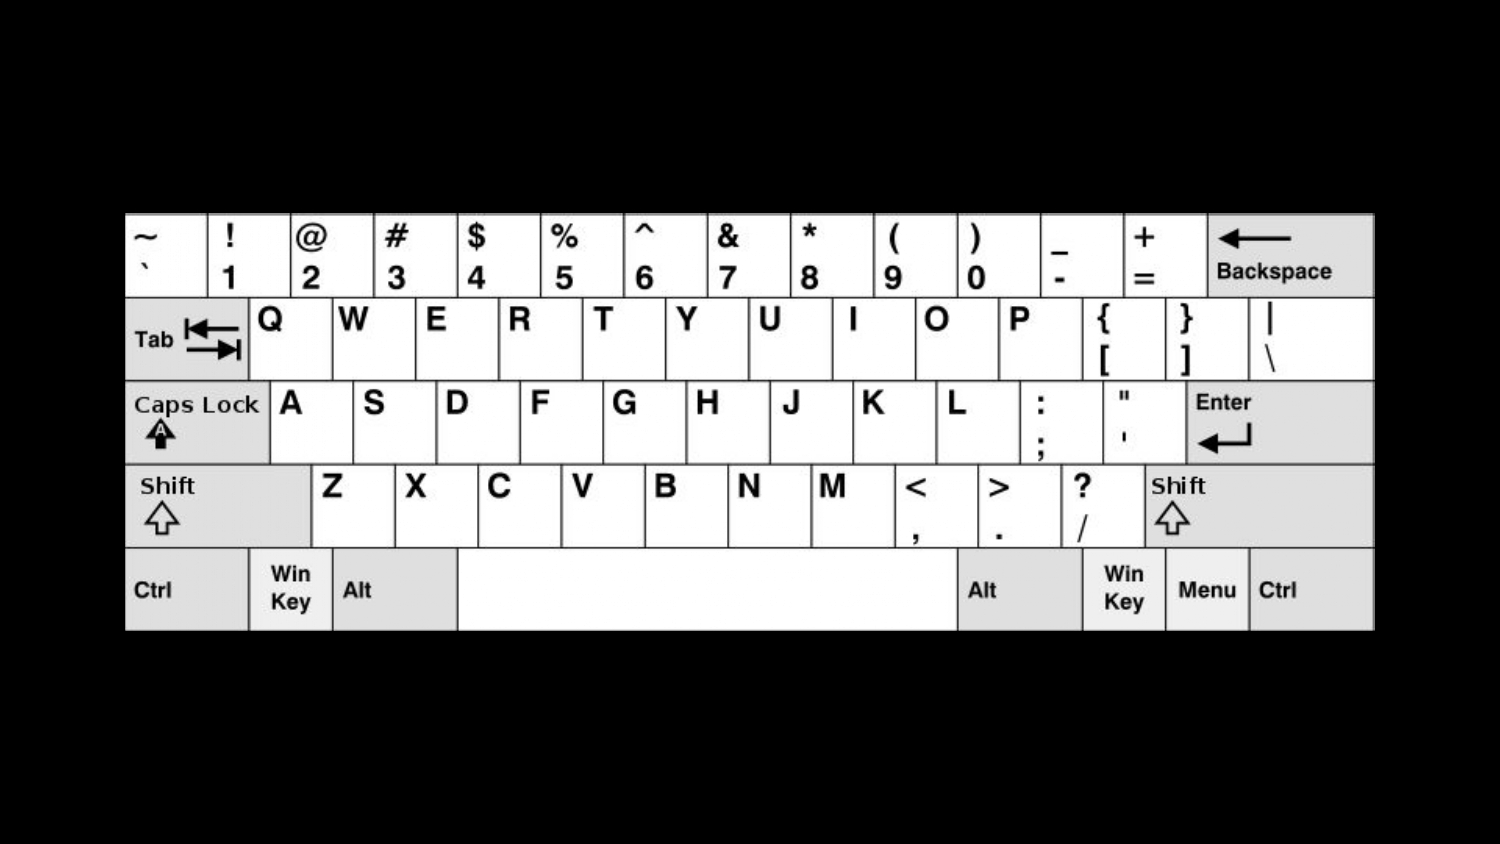 ~ ! @ # $ % ^ & * ( ) _ +
` 1 2 3 4 5 6 7 8 9 0 - = Backspace
Tab Q W E R T Y U I O P { } |
[ ] \
Caps Lock A S D F G H J K L : " Enter
A ; '
Shift Z X C V B N M < > ? Shift
, . /
Ctrl Win Key Alt Alt Win Key Menu Ctrl